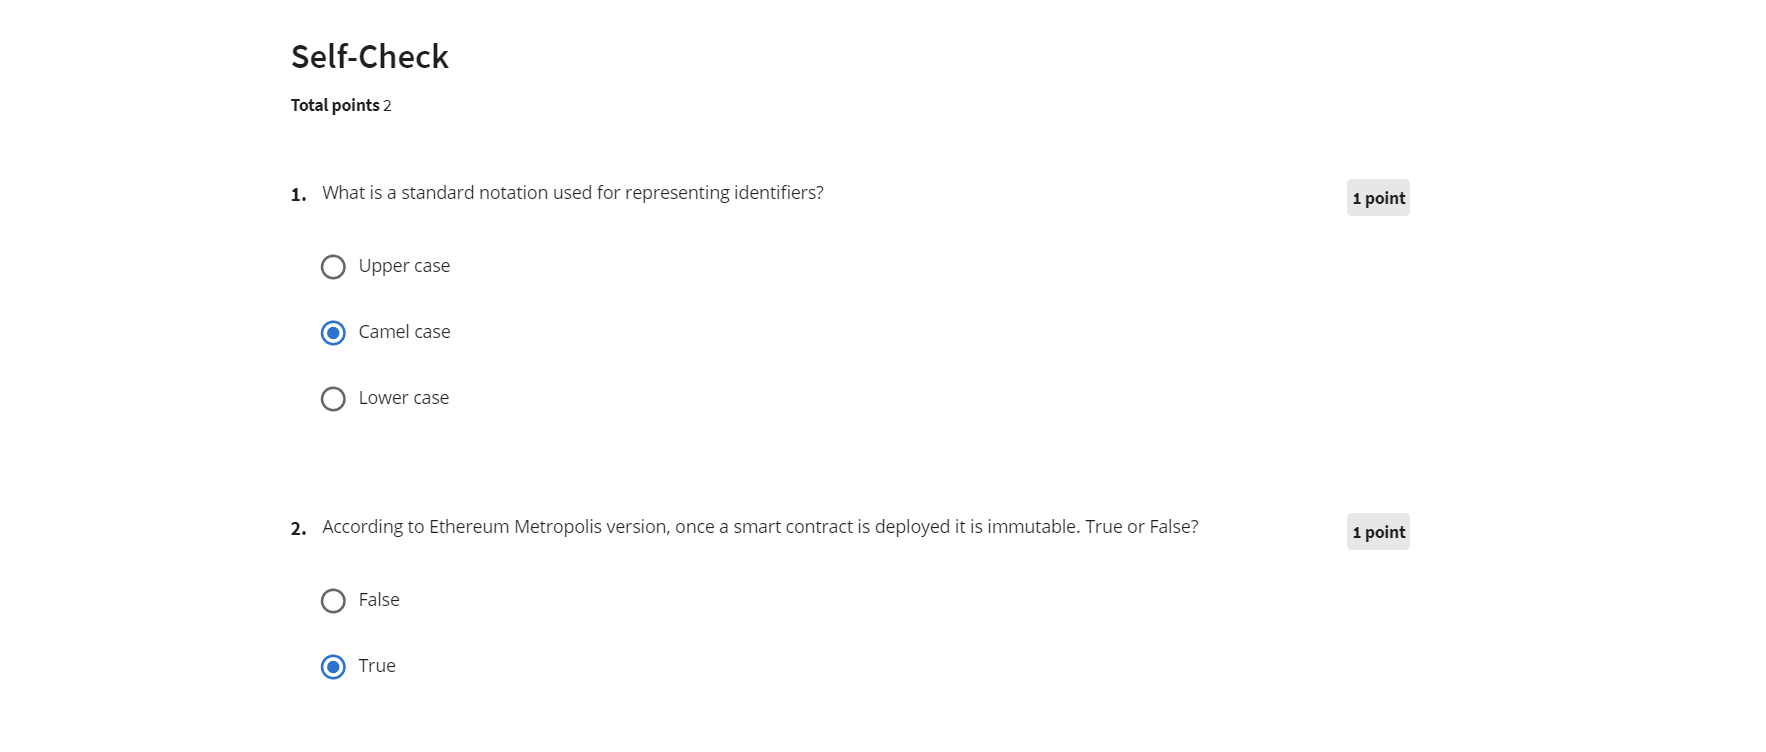 Self-Check
Total points 2
1. What is a standard notation used for representing identifiers?
1 point
Upper case
Camel case
Lower case
2. According to Ethereum Metropolis version, once a smart contract is deployed it is immutable. True or False?
1 point
False
True